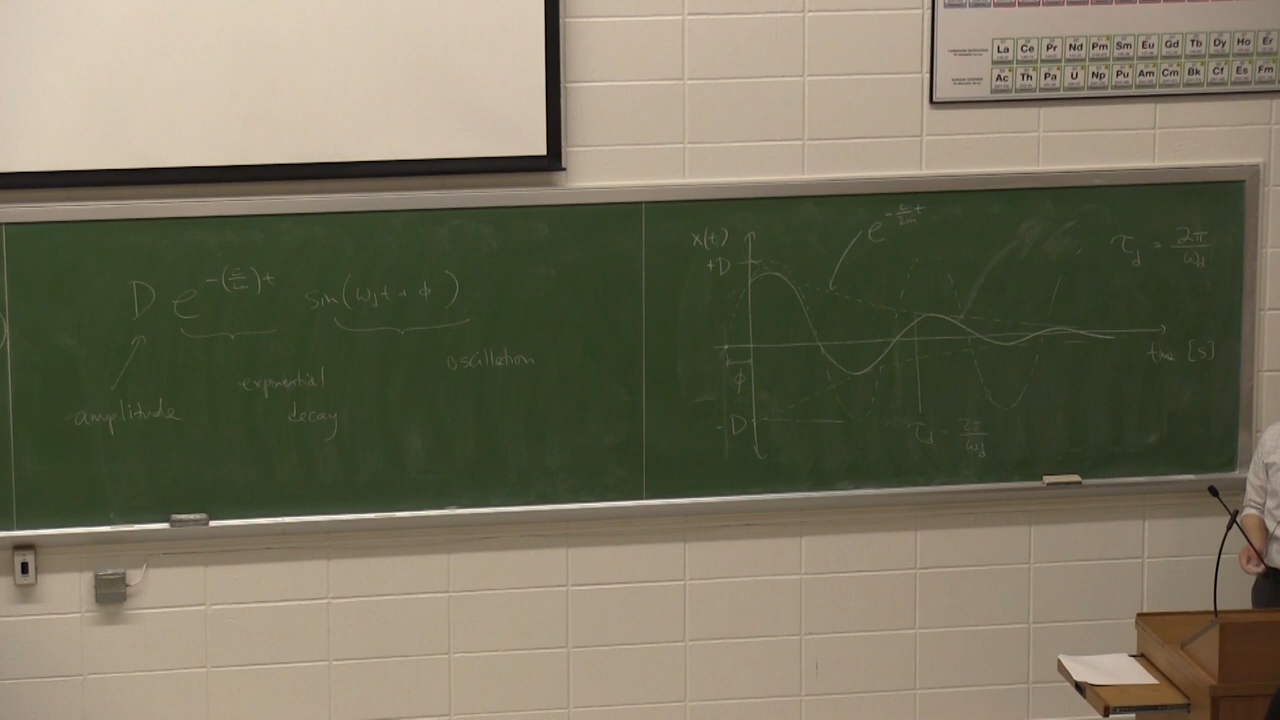 D e^{-(c/2m)t} sin(ω_d t + φ)
amplitude
exponential
decay
oscillation
x(t)
+D
-D
φ
e^{-\frac{c}{2m}t}
τ_d = 2π/ω_d
time [s]
τ_d = 2π/ω_d
La Ce Pr Nd Pm Sm Eu Gd Tb Dy Ho Er
Ac Th Pa U Np Pu Am Cm Bk Cf Es Fm